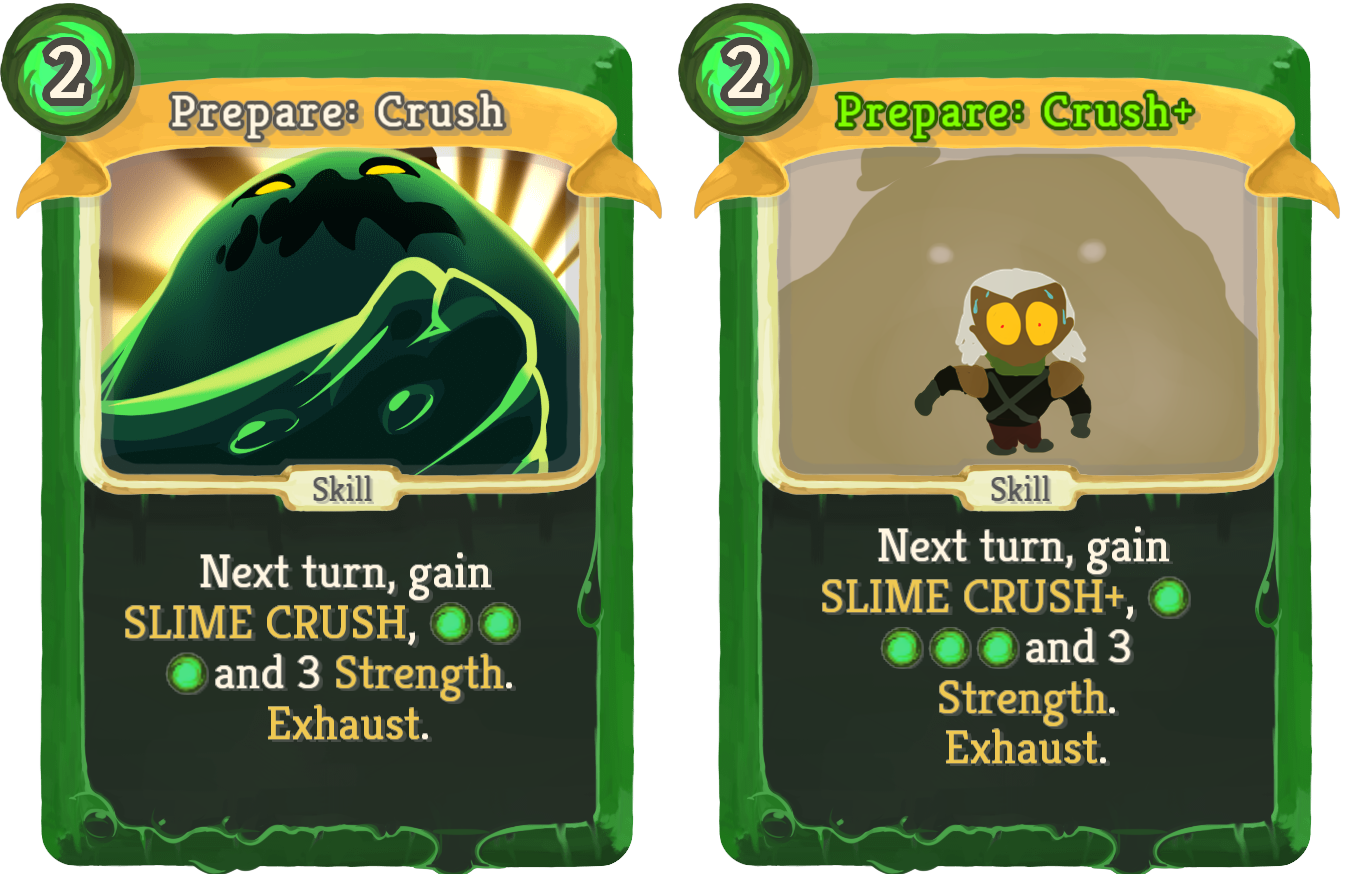 2
Prepare: Crush
Skill
Next turn, gain
SLIME CRUSH,
and 3 Strength.
Exhaust.
2
Prepare: Crush+
Skill
Next turn, gain
SLIME CRUSH+,
and 3
Strength.
Exhaust.